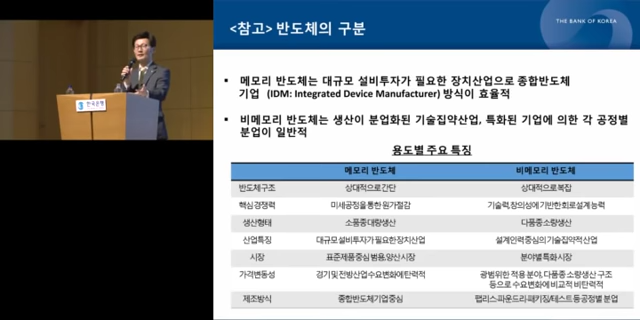 한국은행
<참고> 반도체의 구분
THE BANK OF KOREA
• 메모리 반도체는 대규모 설비투자가 필요한 장치산업으로 종합반도체
기업 (IDM: Integrated Device Manufacturer) 방식이 효율적
• 비메모리 반도체는 생산이 분업화된 기술집약산업, 특화된 기업에 의한 각 공정별
분업이 일반적
용도별 주요 특징
메모리 반도체 비메모리 반도체
반도체구조 상대적으로간단 상대적으로복잡
핵심경쟁력 미세공정을통한원가절감 기술력,창의성에기반한회로설계능력
생산형태 소품종대량생산 다품종소량생산
산업특징 대규모설비투자가필요한장치산업 설계인력중심의기술집약적산업
시장 표준제품중심범용,양산시장 분야별특화시장
가격변동성 경기및전방산업수요변화에탄력적 광범위한적용분야,다품종소량생산구조
등으로수요변화에비교적비탄력적
제조방식 종합반도체기업중심 팹리스·파운드리·패키징/테스트등공정별분업